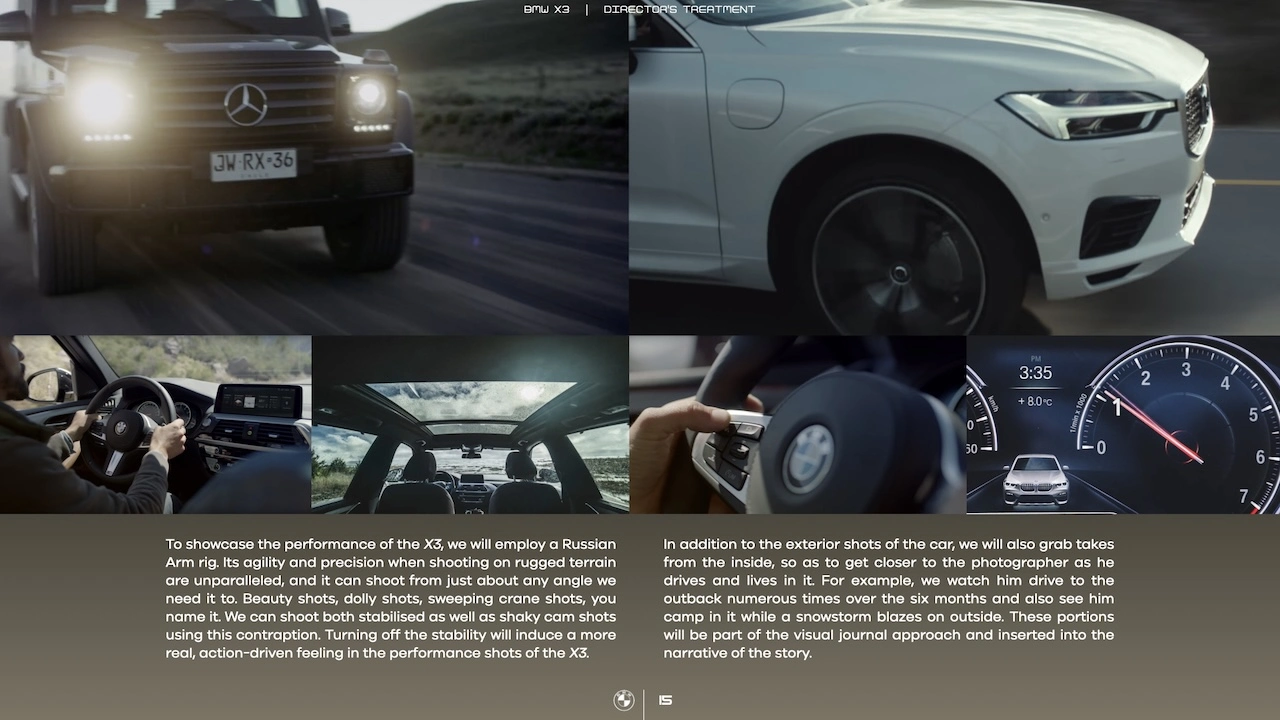 BMW X3 | DIRECTOR'S TREATMENT
JW RX 36
CHILE
PM
3:35
+ 8.0°C
km/h
0
60
1/min x 1000
0
1
2
3
4
5
6
7
To showcase the performance of the X3, we will employ a Russian
Arm rig. Its agility and precision when shooting on rugged terrain
are unparalleled, and it can shoot from just about any angle we
need it to. Beauty shots, dolly shots, sweeping crane shots, you
name it. We can shoot both stabilised as well as shaky cam shots
using this contraption. Turning off the stability will induce a more
real, action-driven feeling in the performance shots of the X3.
In addition to the exterior shots of the car, we will also grab takes
from the inside, so as to get closer to the photographer as he
drives and lives in it. For example, we watch him drive to the
outback numerous times over the six months and also see him
camp in it while a snowstorm blazes on outside. These portions
will be part of the visual journal approach and inserted into the
narrative of the story.
15